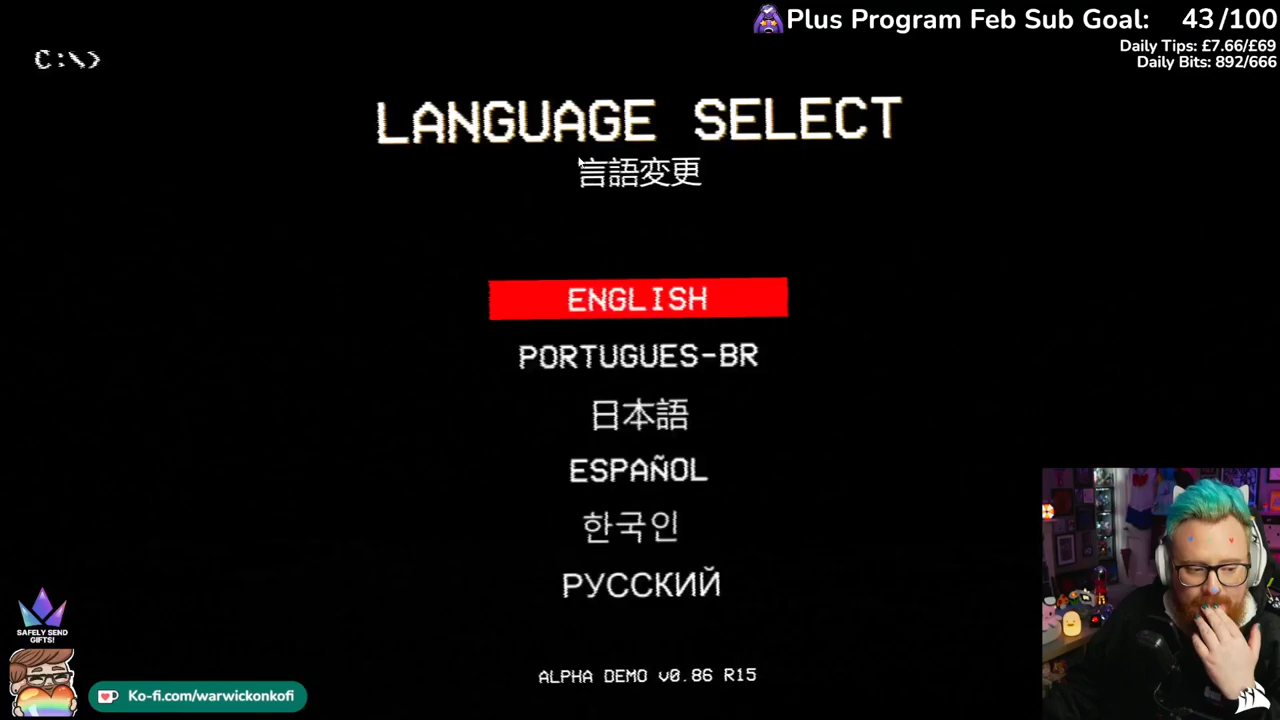 Plus Program Feb Sub Goal: 43/100
Daily Tips: £7.66/£69
Daily Bits: 892/666
C:\>
LANGUAGE SELECT
言語変更
ENGLISH
PORTUGUES-BR
日本語
ESPAÑOL
한국인
РУССКИЙ
ALPHA DEMO v0.86 R15
SAFELY SEND
GIFTS!
Ko-fi.com/warwickonkofi